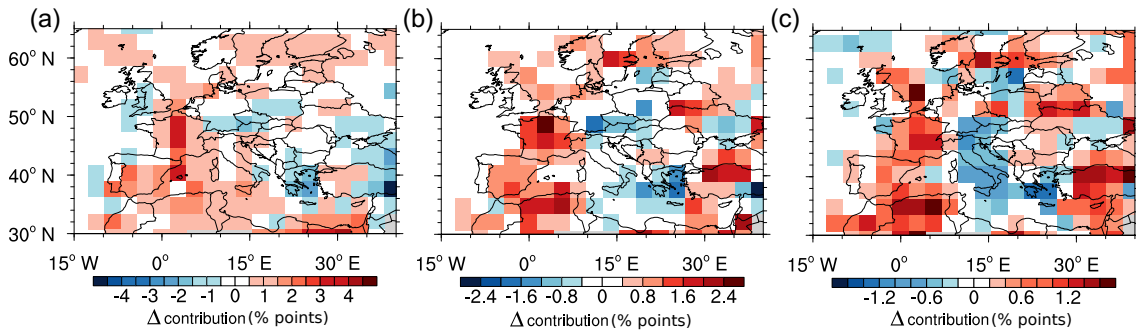 (a) (b) (c)
60° N
50° N
40° N
30° N
15° W 0° 15° E 30° E 15° W 0° 15° E 30° E 15° W 0° 15° E 30° E
-4 -3 -2 -1 0 1 2 3 4 -2.4 -1.6 -0.8 0 0.8 1.6 2.4 -1.2 -0.6 0 0.6 1.2
Δ contribution (% points) Δ contribution (% points) Δ contribution (% points)